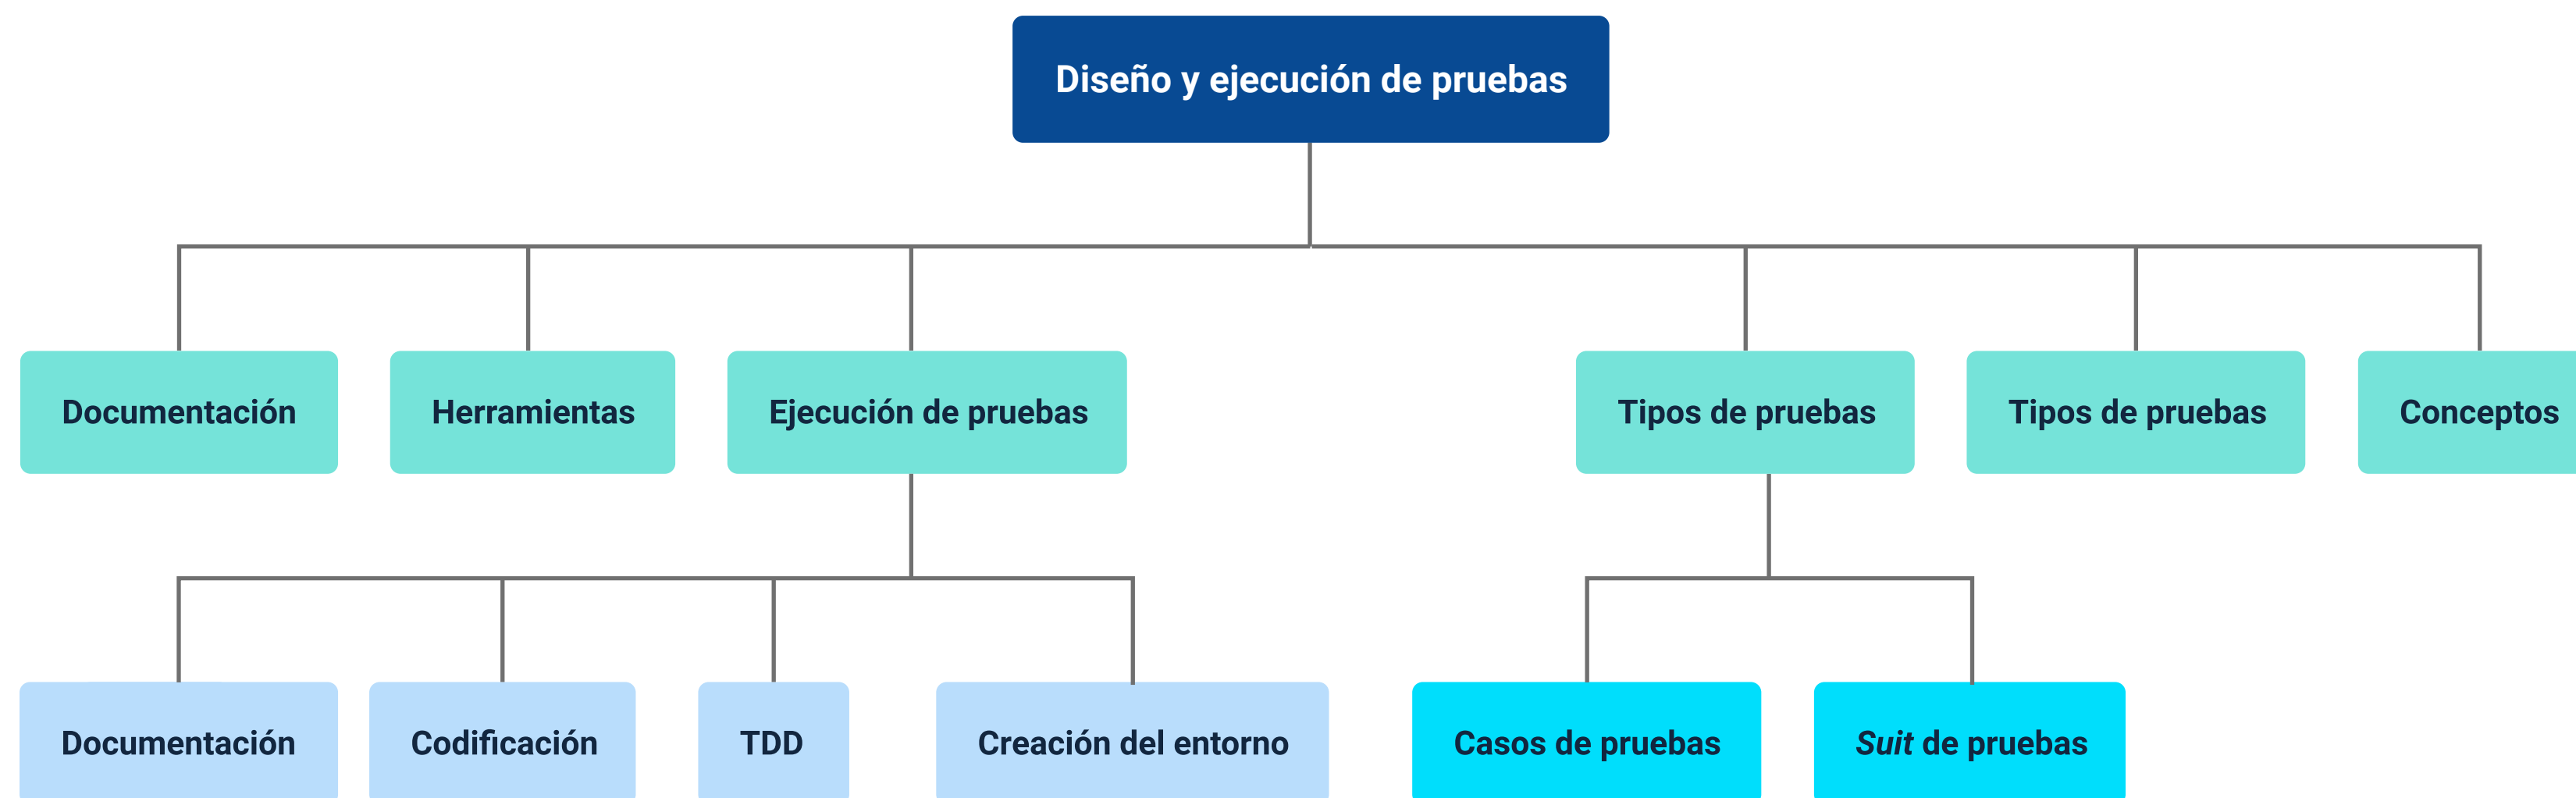 Diseño y ejecución de pruebas
Documentación
Herramientas
Ejecución de pruebas
Tipos de pruebas
Tipos de pruebas
Conceptos
Documentación
Codificación
TDD
Creación del entorno
Casos de pruebas
Suit de pruebas